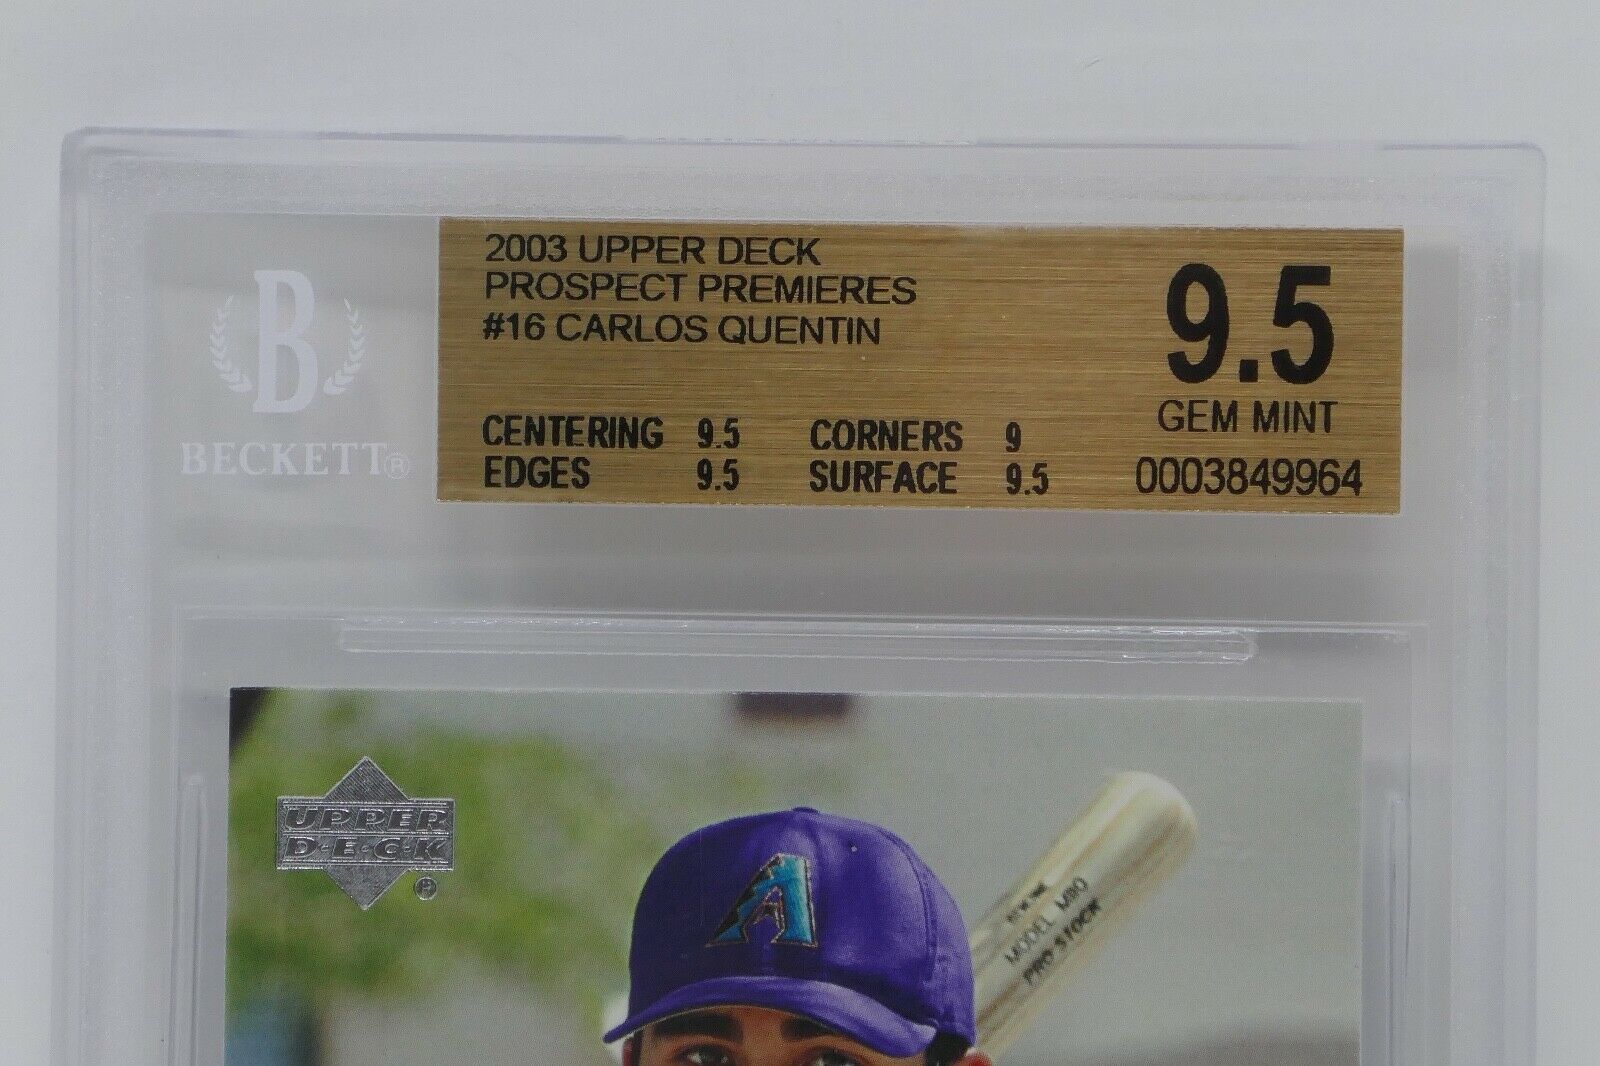 2003 UPPER DECK
PROSPECT PREMIERES
#16 CARLOS QUENTIN
9.5
GEM MINT
CENTERING 9.5 CORNERS 9
EDGES 9.5 SURFACE 9.5
0003849964
B
BECKETT®
UPPER
D·E·C·K
®
A
MODEL M110
PRO STOCK